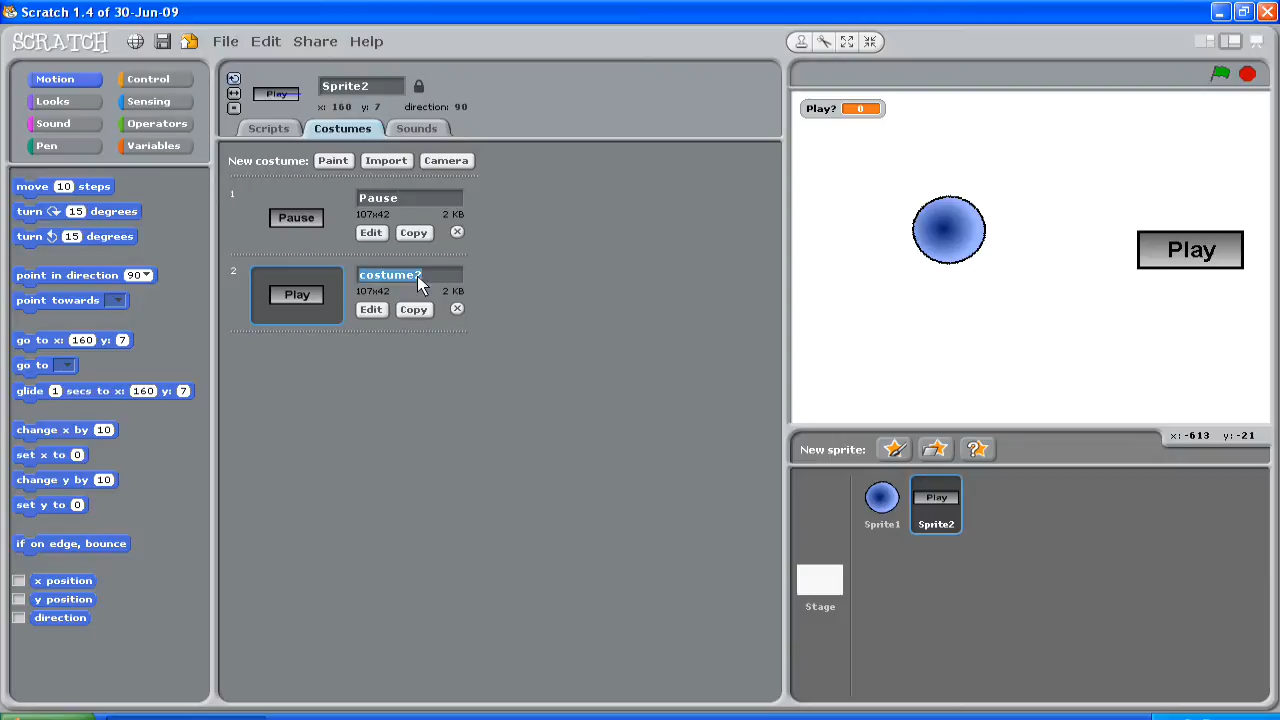 Scratch 1.4 of 30-Jun-09
SCRATCH File Edit Share Help
Motion Control
Looks Sensing
Sound Operators
Pen Variables
move 10 steps
turn 15 degrees
turn 15 degrees
point in direction 90
point towards
go to x: 160 y: 7
go to
glide 1 secs to x: 160 y: 7
change x by 10
set x to 0
change y by 10
set y to 0
if on edge, bounce
x position
y position
direction
Play Sprite2
x: 160 y: 7 direction: 90
Scripts Costumes Sounds
New costume: Paint Import Camera
1 Pause Pause
107x42 2 KB
Edit Copy
2 Play costume2
107x42 2 KB
Edit Copy
Play? 0
Play
x: -613 y: -21
New sprite:
Play
Sprite1 Sprite2
Stage